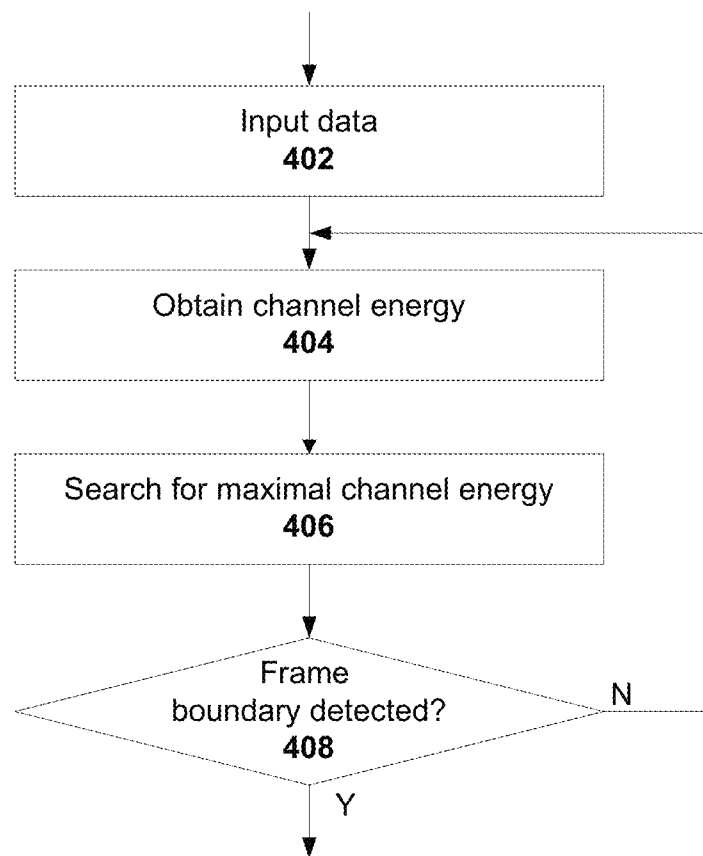 Input data
402
Obtain channel energy
404
Search for maximal channel energy
406
Frame
boundary detected?
408
N
Y